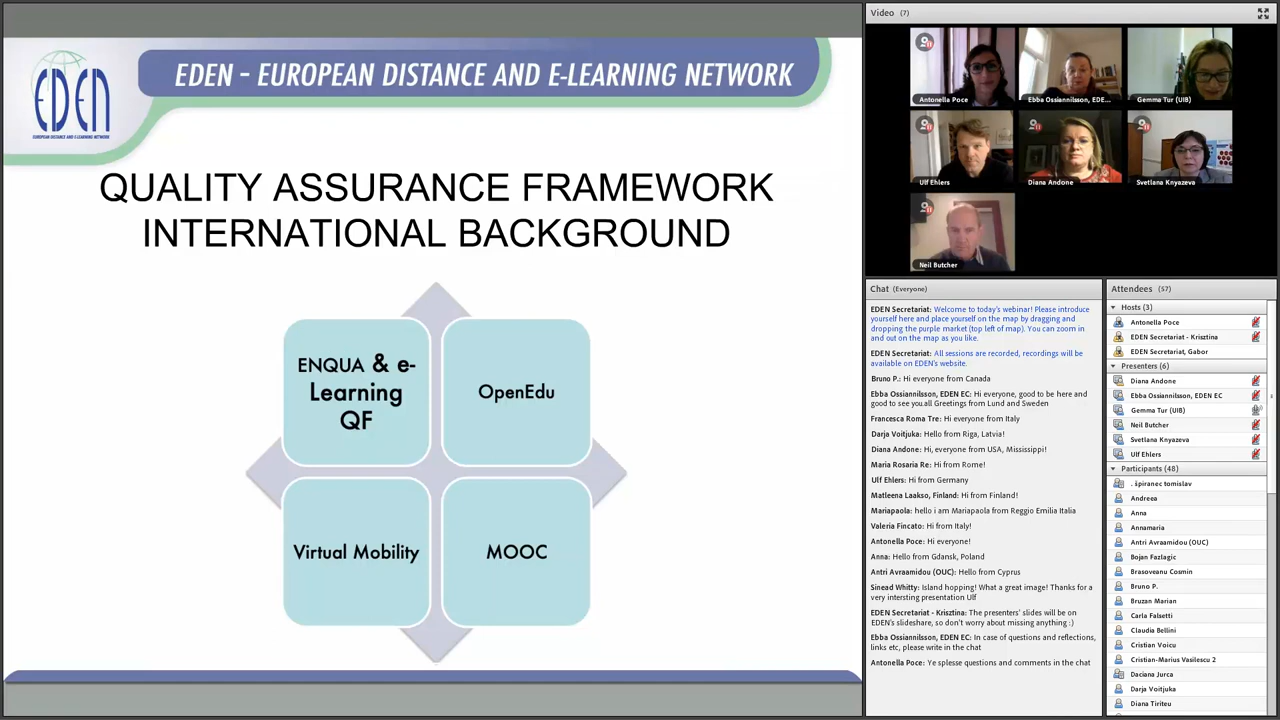 EDEN
EUROPEAN DISTANCE AND E-LEARNING NETWORK
EDEN - EUROPEAN DISTANCE AND E-LEARNING NETWORK
QUALITY ASSURANCE FRAMEWORK
INTERNATIONAL BACKGROUND
ENQUA & e-
Learning
QF
OpenEdu
Virtual Mobility
MOOC
Video (7)
Antonella Poce
Ebba Ossiannilsson, EDE...
Gemma Tur (UIB)
Ulf Ehlers
Diana Andone
Svetlana Knyazeva
Neil Butcher
Chat (Everyone)
EDEN Secretariat: Welcome to today's webinar! Please introduce
yourself here and place yourself on the map by dragging and
dropping the purple market (top left of map). You can zoom in
and out on the map as you like.
EDEN Secretariat: All sessions are recorded, recordings will be
available on EDEN's website.
Bruno P.: Hi everyone from Canada
Ebba Ossiannilsson, EDEN EC: Hi everyone, good to be here and
good to see you.all Greetings from Lund and Sweden
Francesca Roma Tre: Hi everyone from Italy
Darja Voitjuka: Hello from Riga, Latvia!
Diana Andone: Hi, everyone from USA, Mississippi!
Maria Rosaria Re: Hi from Rome!
Ulf Ehlers: Hi from Germany
Matleena Laakso, Finland: Hi from Finland!
Mariapaola: hello i am Mariapaola from Reggio Emilia Italia
Valeria Fincato: Hi from Italy!
Antonella Poce: Hi everyone!
Anna: Hello from Gdansk, Poland
Antri Avraamidou (OUC): Hello from Cyprus
Sinead Whitty: Island hopping! What a great image! Thanks for a
very intersting presentation Ulf
EDEN Secretariat - Krisztina: The presenters' slides will be on
EDEN's slideshare, so don't worry about missing anything :)
Ebba Ossiannilsson, EDEN EC: In case of questions and reflections,
links etc, please write in the chat
Antonella Poce: Ye splesse questions and comments in the chat
Attendees (57)
Hosts (3)
Antonella Poce
EDEN Secretariat - Krisztina
EDEN Secretariat, Gabor
Presenters (6)
Diana Andone
Ebba Ossiannilsson, EDEN EC
Gemma Tur (UIB)
Neil Butcher
Svetlana Knyazeva
Ulf Ehlers
Participants (48)
. špiranec tomislav
Andreea
Anna
Annamaria
Antri Avraamidou (OUC)
Bojan Fazlagic
Brasoveanu Cosmin
Bruno P.
Bruzan Marian
Carla Falsetti
Claudia Bellini
Cristian Voicu
Cristian-Marius Vasilescu 2
Daciana Jurca
Darja Voitjuka
Diana Tiriteu